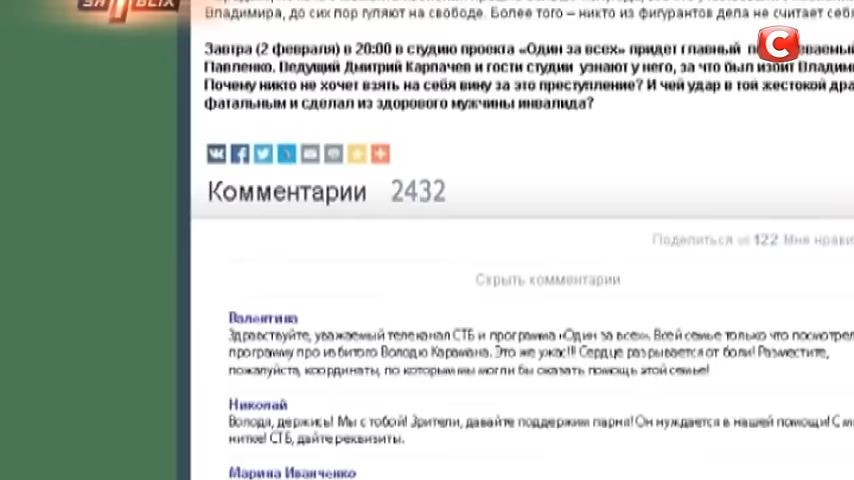 ЗА ВСІХ
Владимира, до сих пор гуляют на свободе. Более того – никто из фигурантов дела не считает себя
Завтра (2 февраля) в 20:00 в студию проекта «Один за всех» придет главный
Павленко. Ведущий Дмитрий Карпачев и гости студии узнают у него, за что был избит
Почему никто не хочет взять на себя вину за это преступление? И чей удар в той жестокой
фатальным и сделал из здорового мужчины инвалида?
Комментарии 2432
Поделиться 122 Мне
Скрыть комментарии
Валентина
Здравствуйте, уважаемый телеканал СТБ и программа «Один за всех». Всей семье только что
программу про избитого Володю Карамана. Это же ужас!!! Сердце разрывается от боли! Разместите,
пожалуйста, координаты, по которым мы могли бы оказать помощь этой семье!
Николай
Володя, держись! Мы с тобой! Зрители, давайте поддержим парня! Он нуждается в нашей помощи! С
нитке! СТБ, дайте реквизиты.
Марина Иванченко